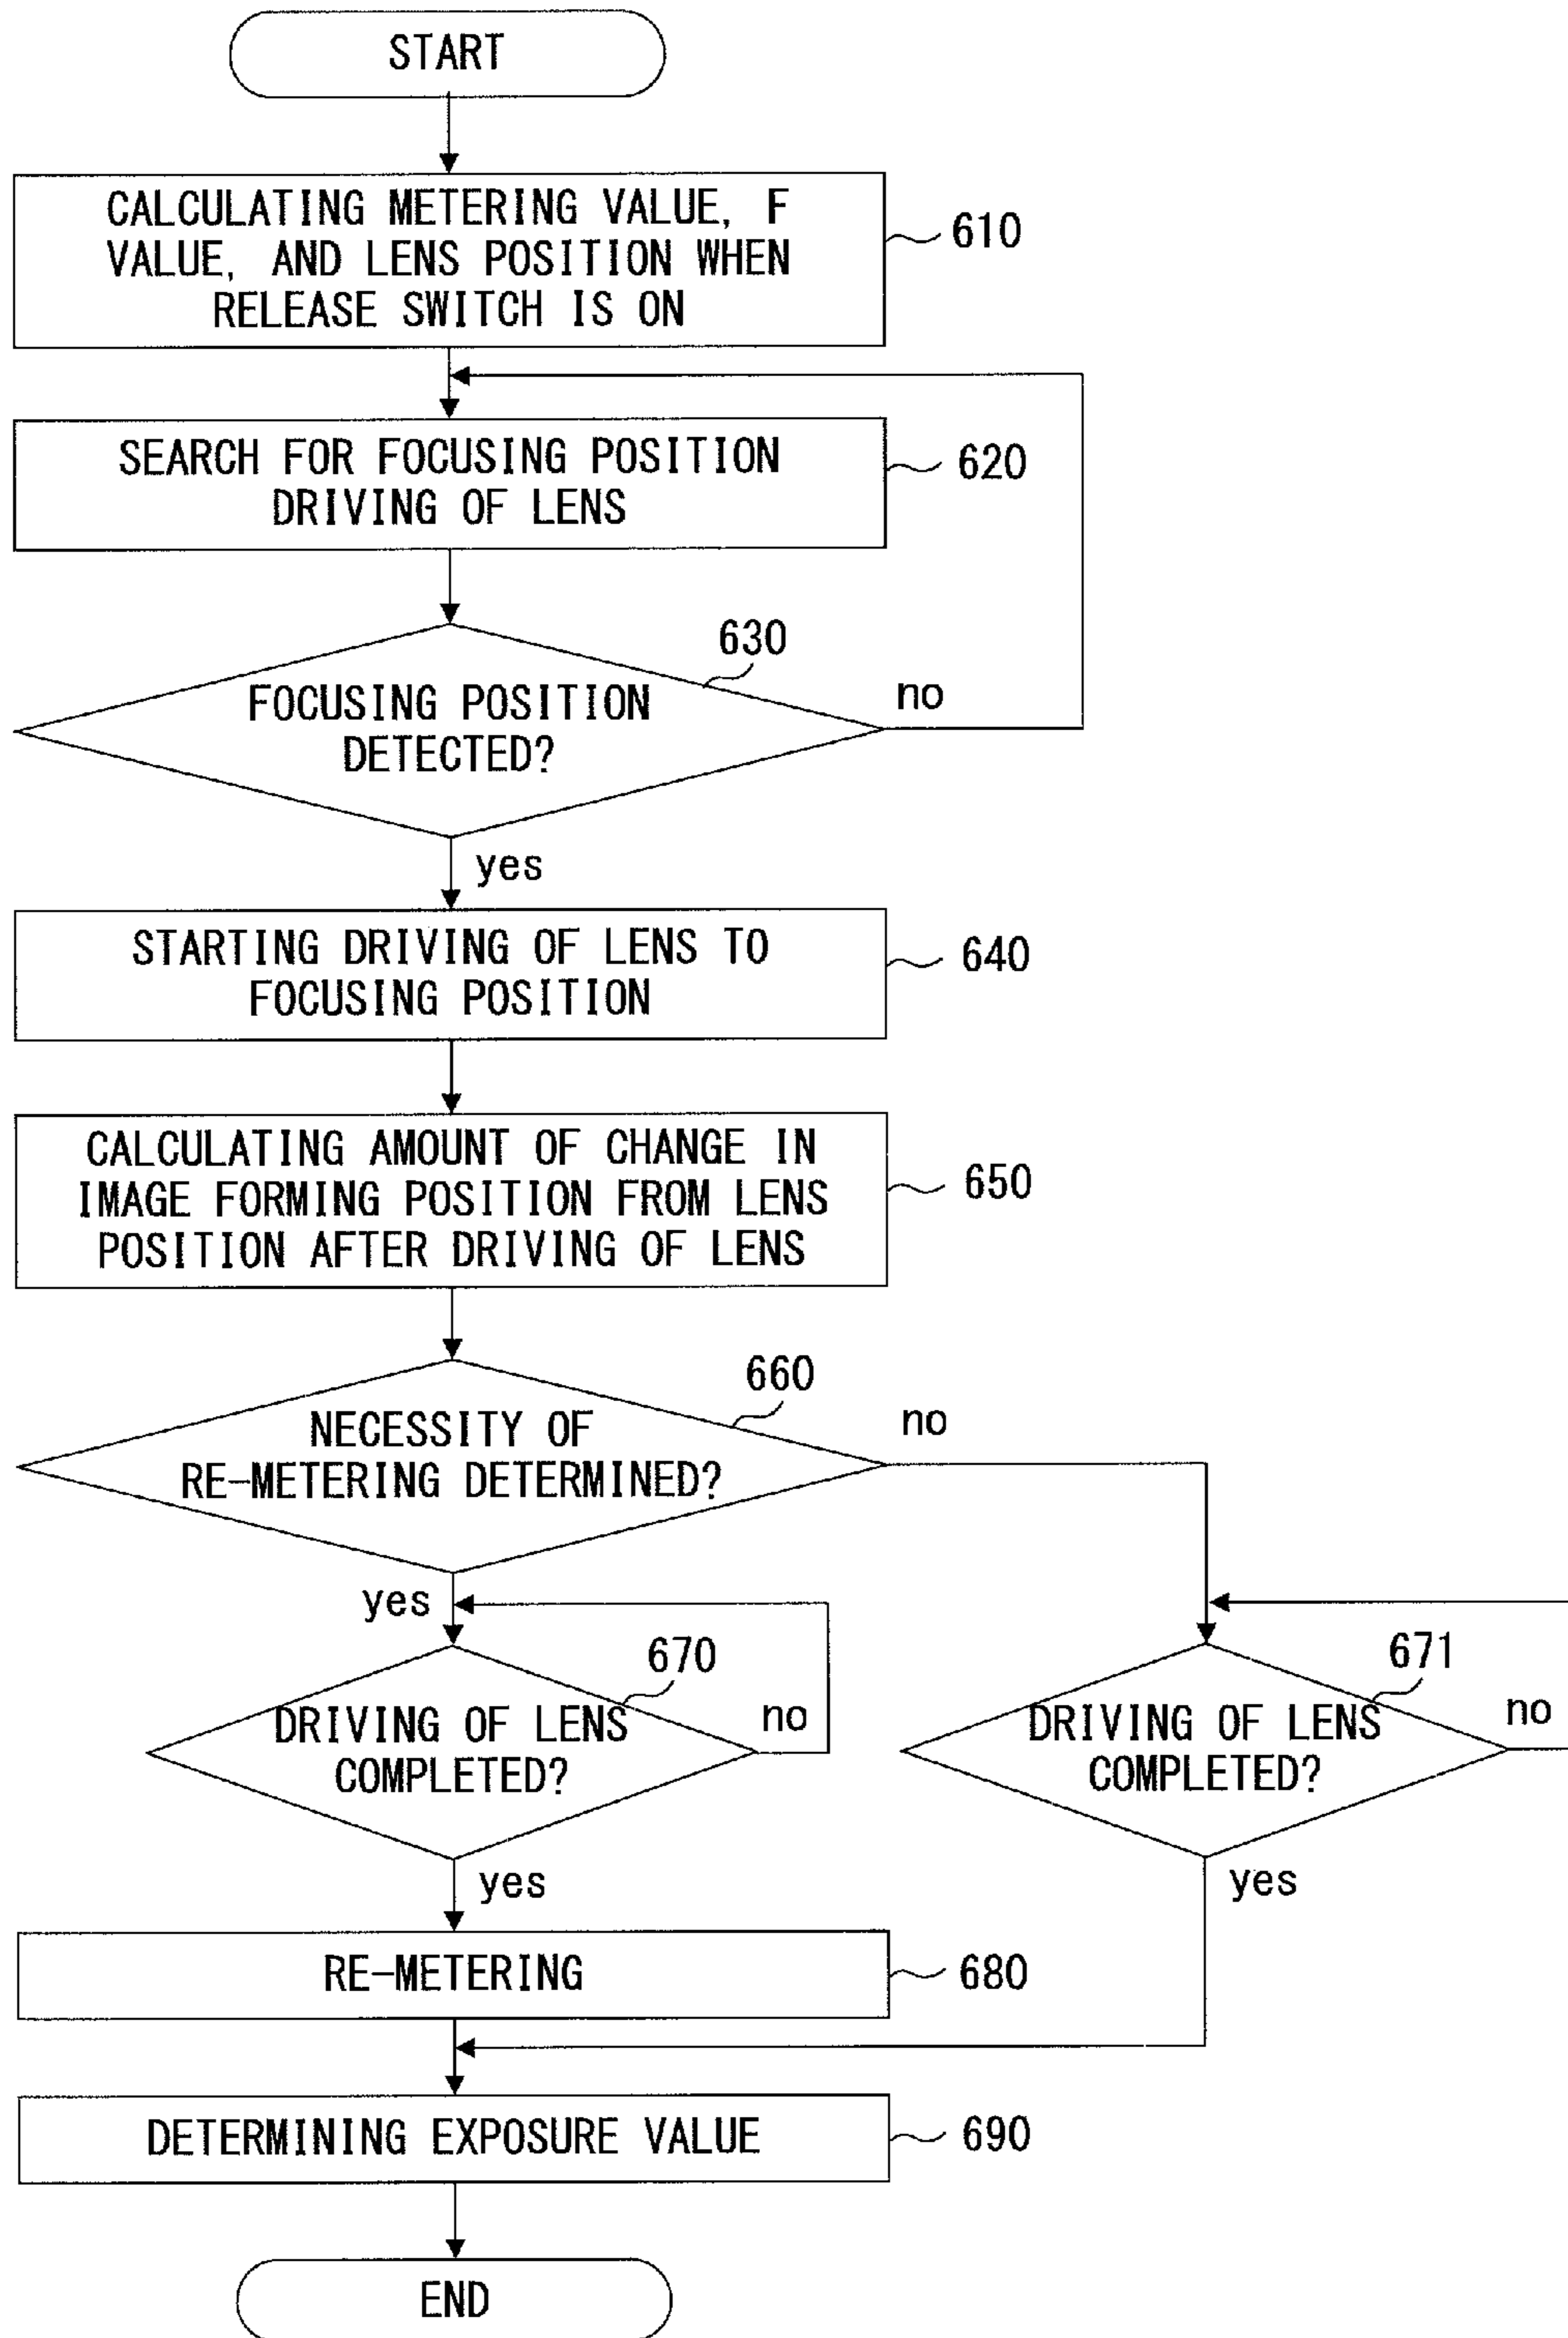 START
CALCULATING METERING VALUE, F
VALUE, AND LENS POSITION WHEN
RELEASE SWITCH IS ON
610
SEARCH FOR FOCUSING POSITION
DRIVING OF LENS
620
630
FOCUSING POSITION
DETECTED?
no
yes
STARTING DRIVING OF LENS TO
FOCUSING POSITION
640
CALCULATING AMOUNT OF CHANGE IN
IMAGE FORMING POSITION FROM LENS
POSITION AFTER DRIVING OF LENS
650
660
NECESSITY OF
RE-METERING DETERMINED?
no
yes
670
DRIVING OF LENS
COMPLETED?
no
671
DRIVING OF LENS
COMPLETED?
no
yes
yes
RE-METERING
680
DETERMINING EXPOSURE VALUE
690
END